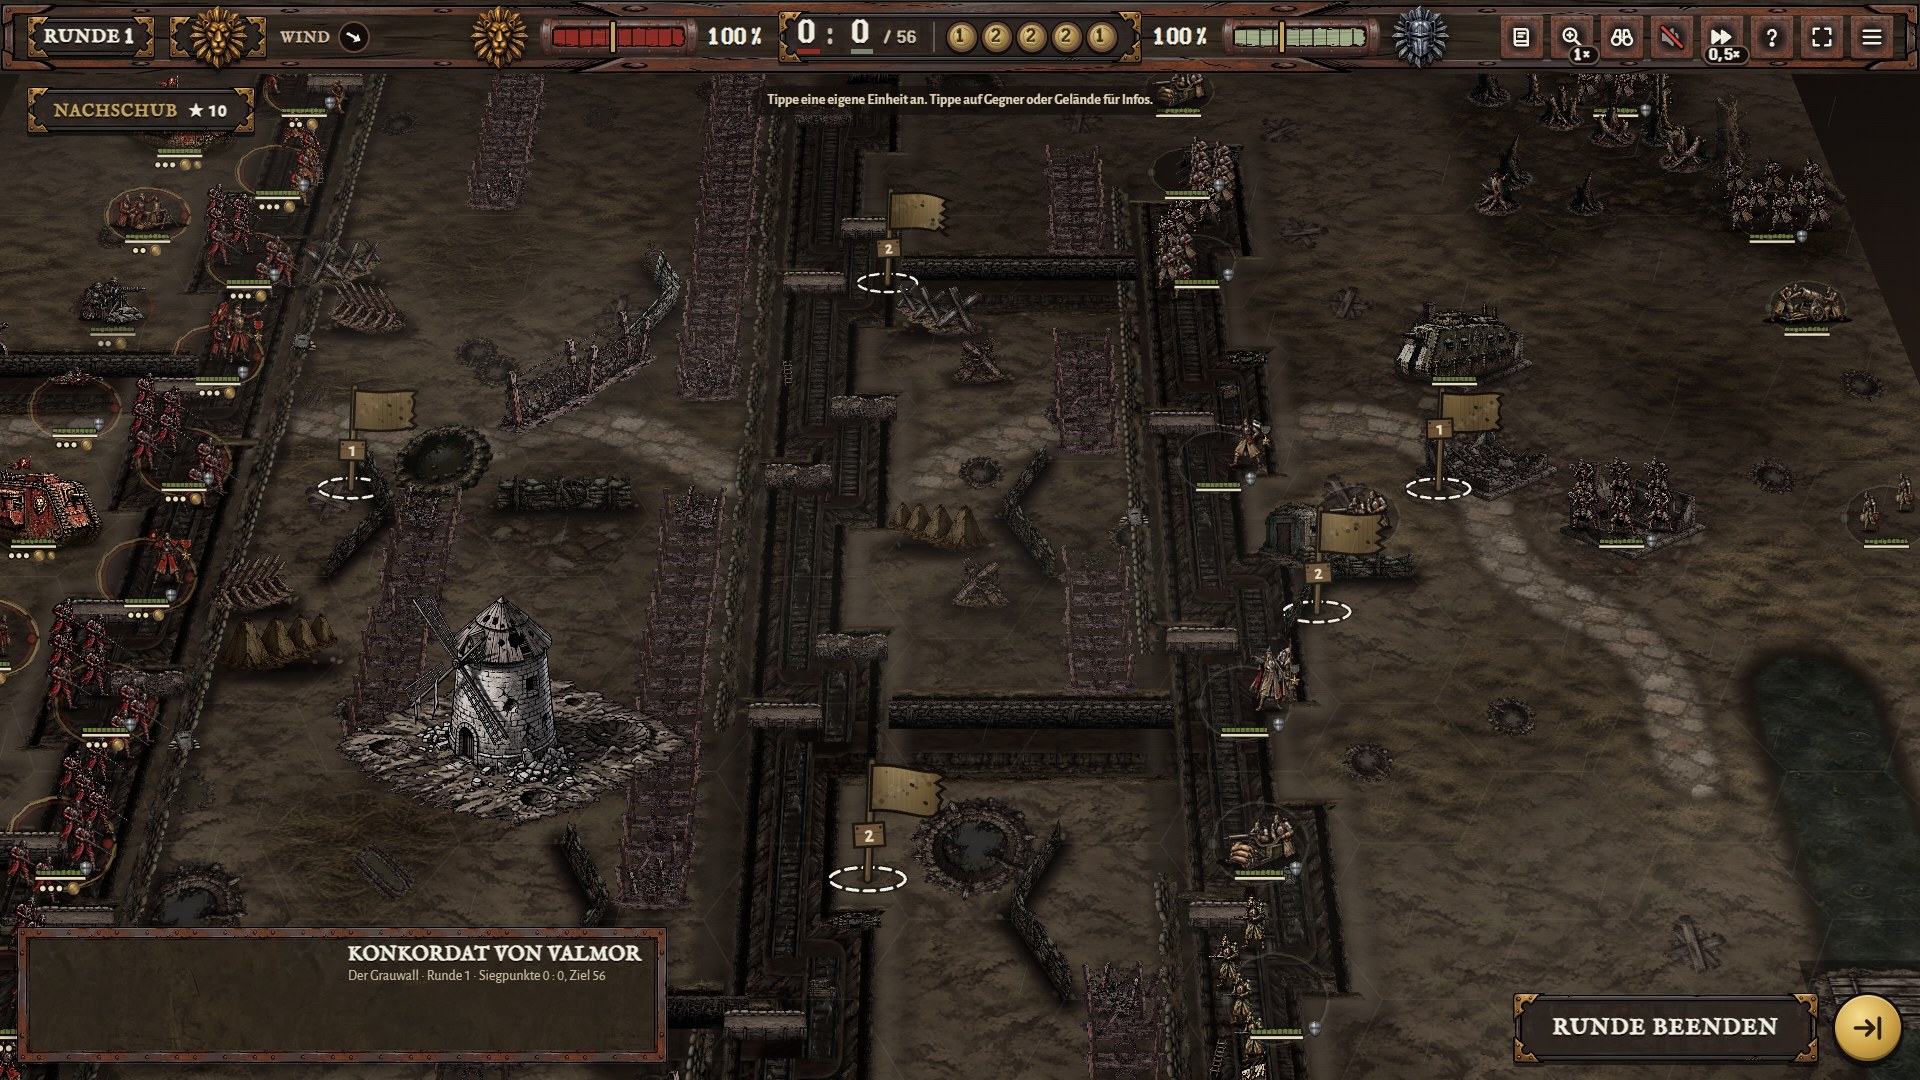 RUNDE 1
WIND
100%
0 : 0 / 56
1 2 2 2 1
100%
1×
0,5×
?
NACHSCHUB ★ 10
Tippe eine eigene Einheit an. Tippe auf Gegner oder Gelände für Infos.
2
1
1
2
2
KONKORDAT VON VALMOR
Der Grauwall · Runde 1 · Siegpunkte 0 : 0, Ziel 56
RUNDE BEENDEN